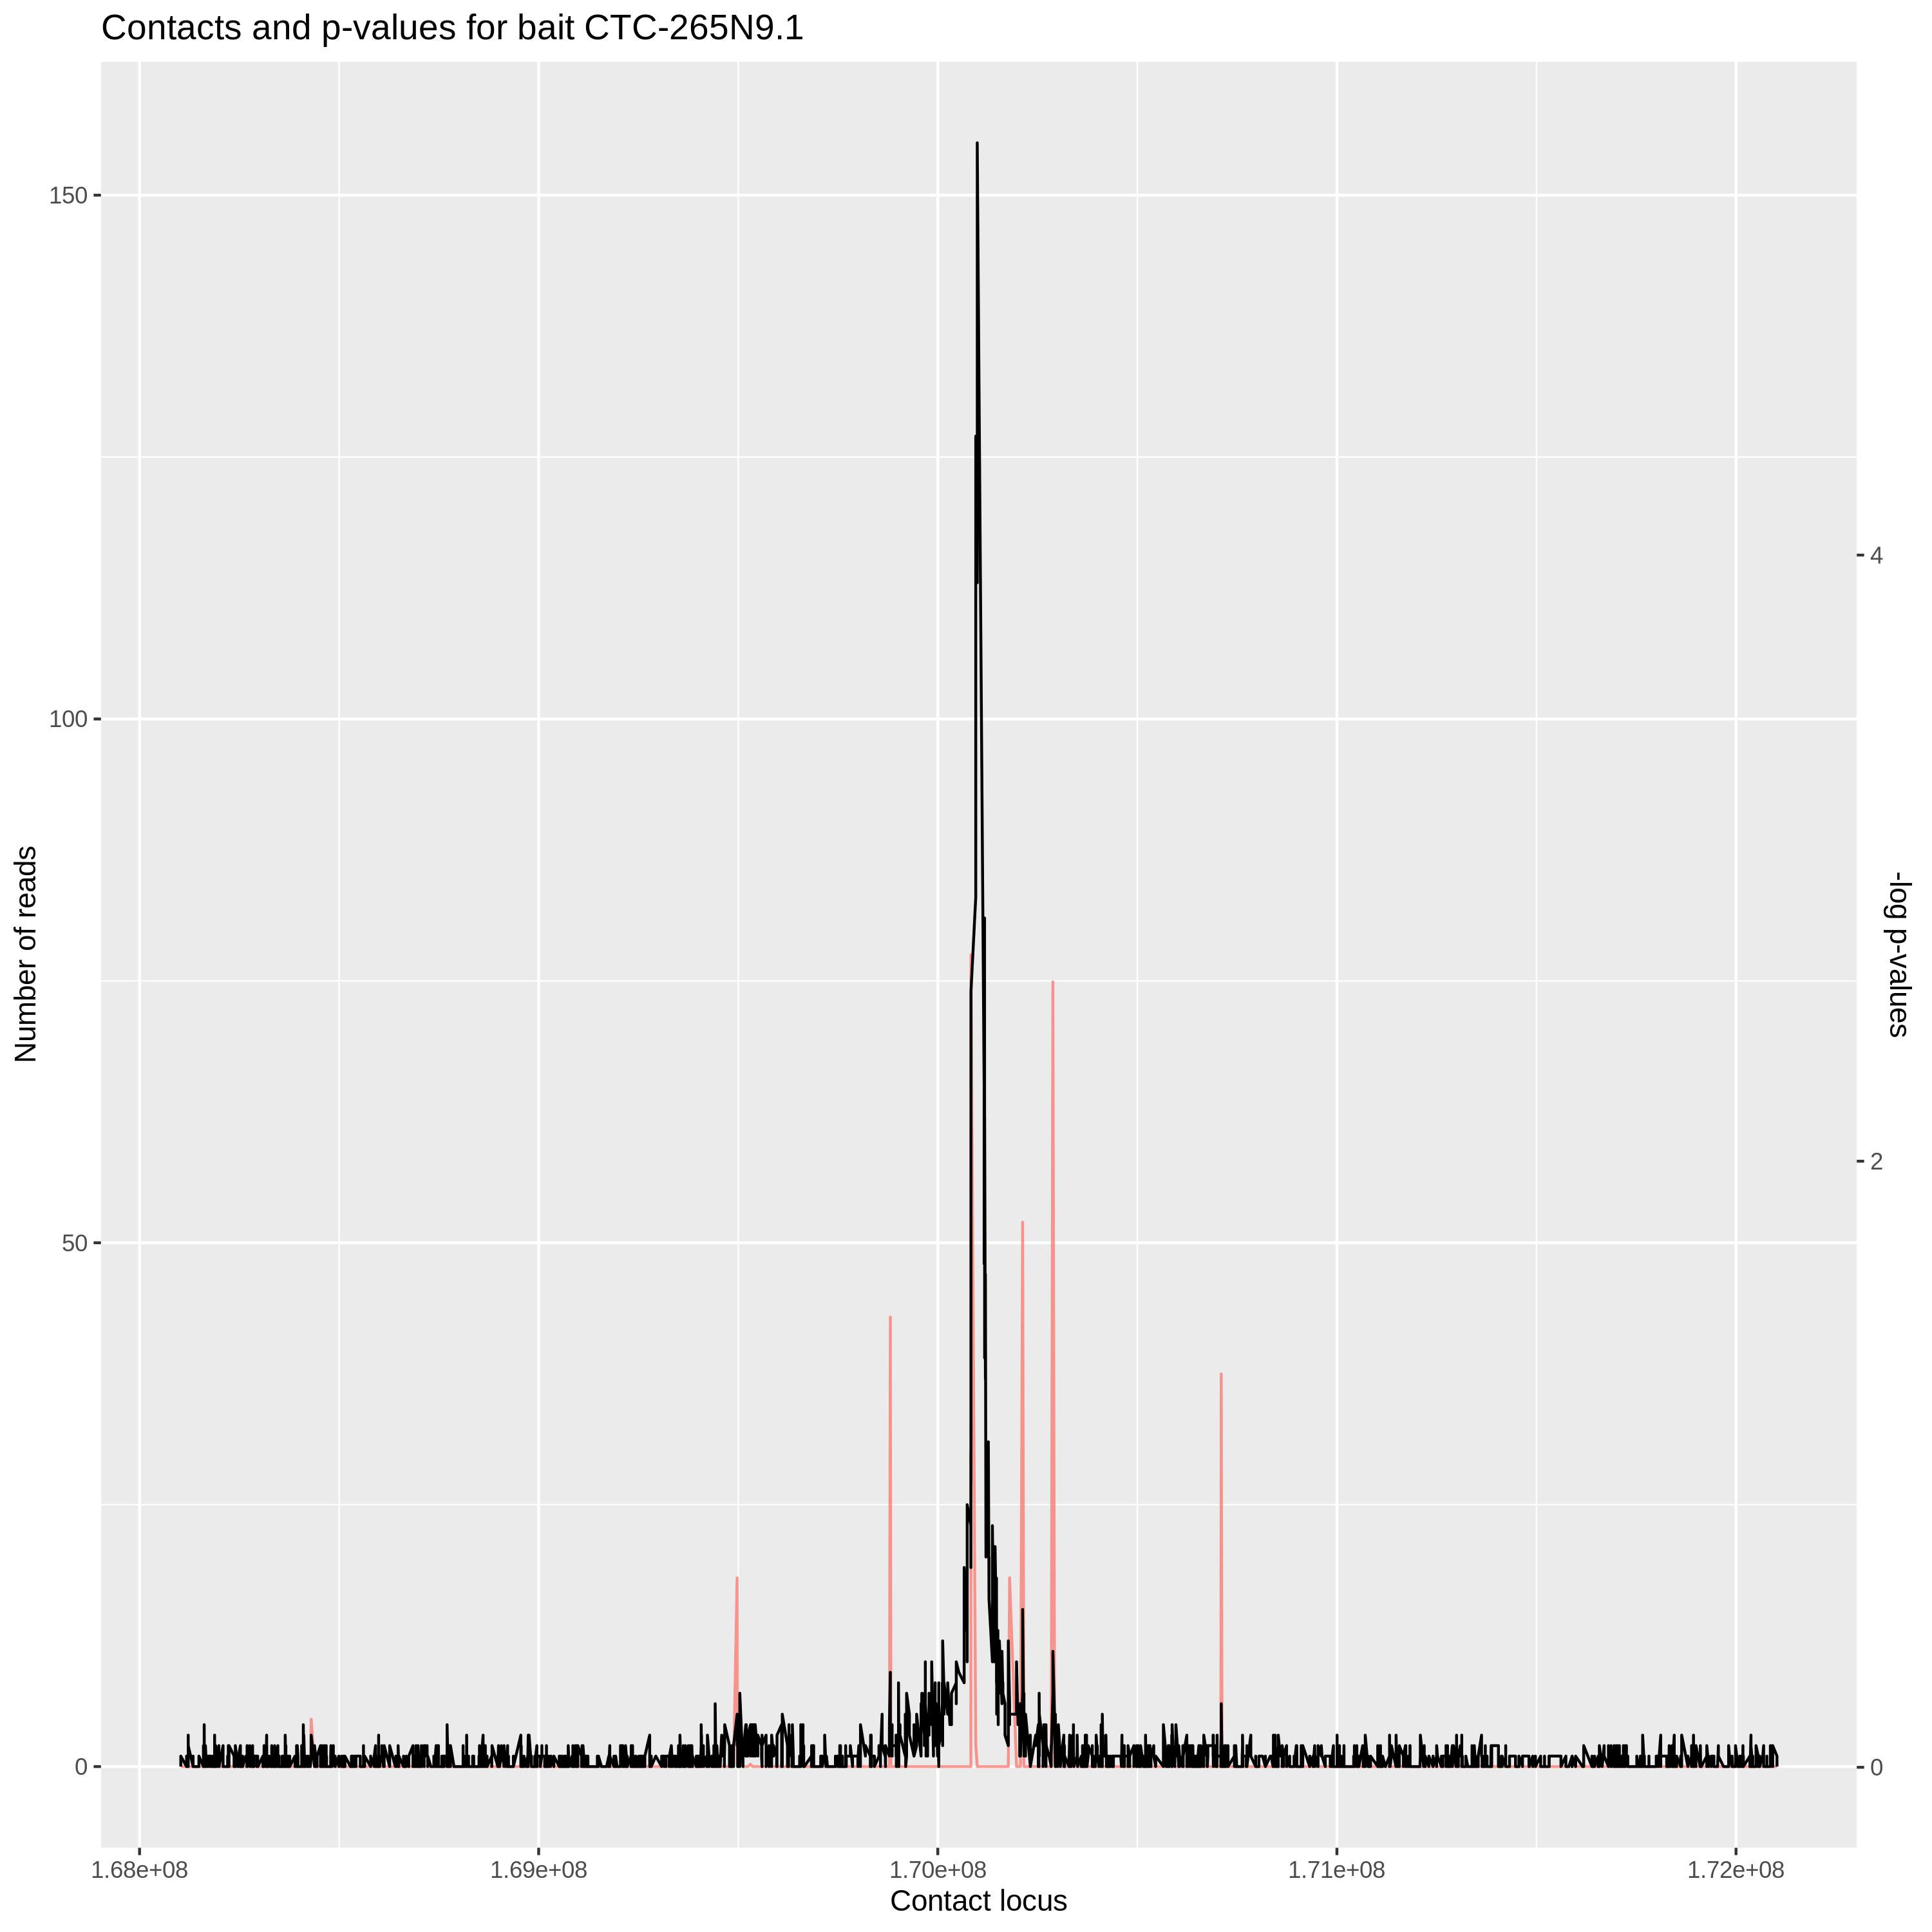 Contacts and p-values for bait CTC-265N9.1
150
100
50
0
4
2
0
Number of reads
-log p-values
1.68e+08
1.69e+08
1.70e+08
1.71e+08
1.72e+08
Contact locus